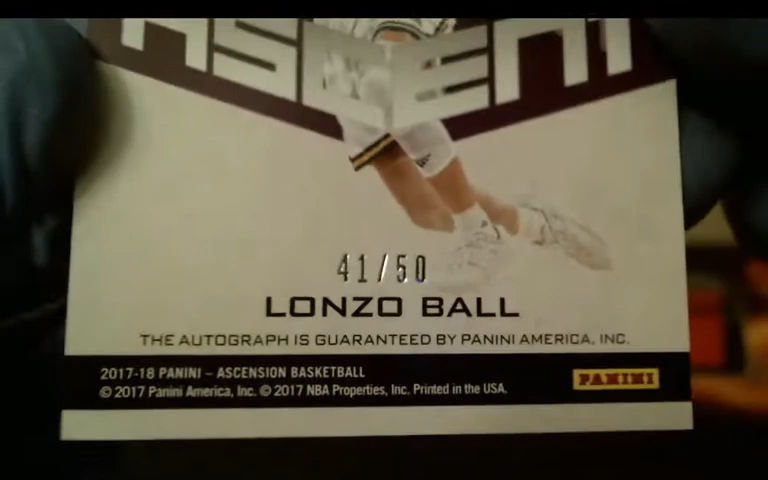 ASCENT
41/50
LONZO BALL
THE AUTOGRAPH IS GUARANTEED BY PANINI AMERICA, INC.
2017-18 PANINI – ASCENSION BASKETBALL
© 2017 Panini America, Inc. © 2017 NBA Properties, Inc. Printed in the USA.
PANINI